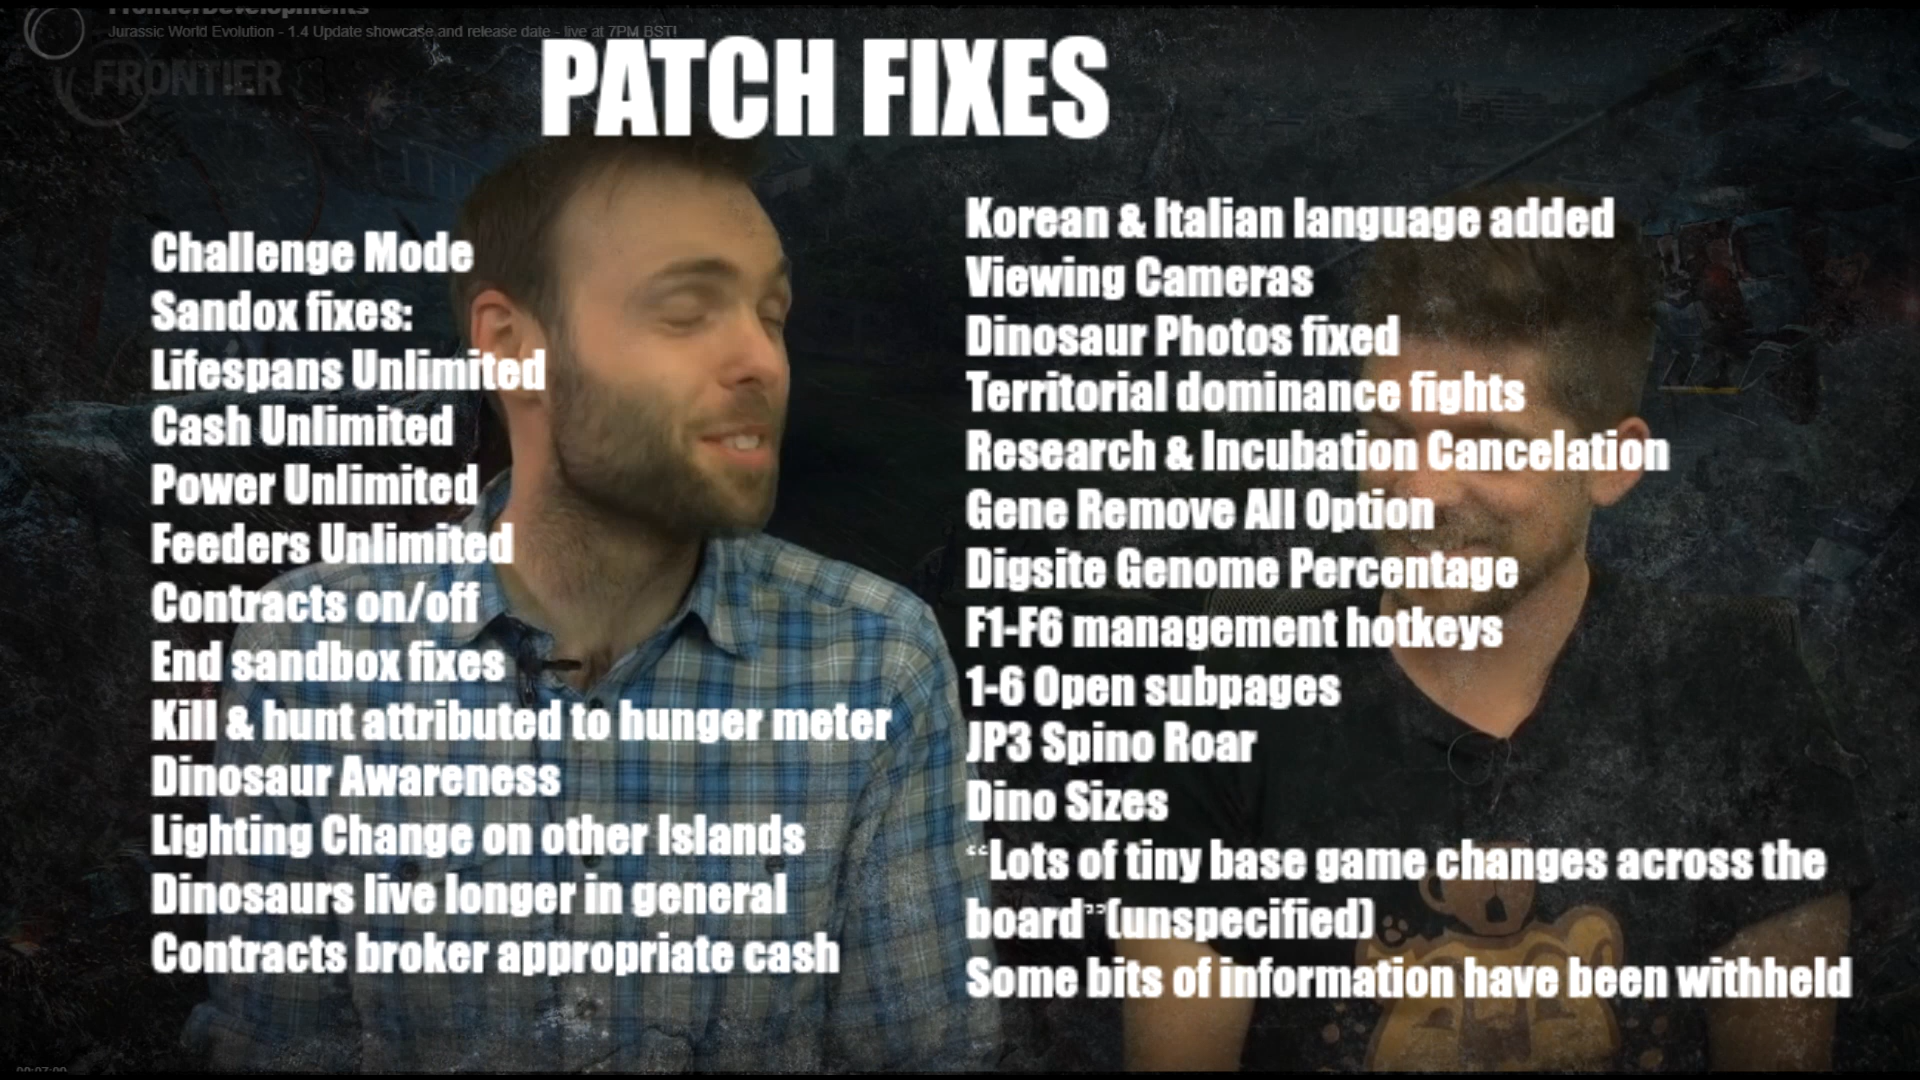 FrontierDevelopments
Jurassic World Evolution - 1.4 Update showcase and release date - live at 7PM BST!
FRONTIER
PATCH FIXES
Challenge Mode
Sandox fixes:
Lifespans Unlimited
Cash Unlimited
Power Unlimited
Feeders Unlimited
Contracts on/off
End sandbox fixes
Kill & hunt attributed to hunger meter
Dinosaur Awareness
Lighting Change on other Islands
Dinosaurs live longer in general
Contracts broker appropriate cash
Korean & Italian language added
Viewing Cameras
Dinosaur Photos fixed
Territorial dominance fights
Research & Incubation Cancelation
Gene Remove All Option
Digsite Genome Percentage
F1-F6 management hotkeys
1-6 Open subpages
JP3 Spino Roar
Dino Sizes
“Lots of tiny base game changes across the
board”(unspecified)
Some bits of information have been withheld